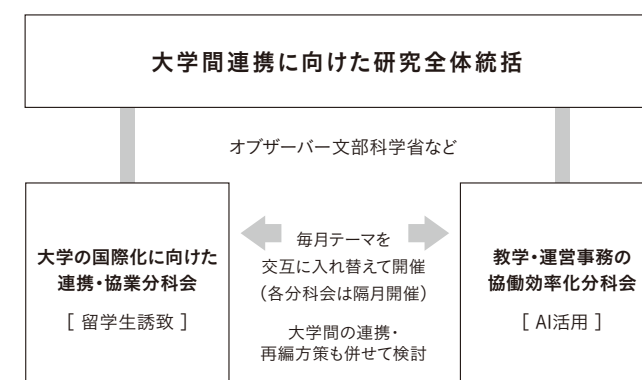 大学間連携に向けた研究全体統括
オブザーバー文部科学省など
大学の国際化に向けた
連携・協業分科会
[ 留学生誘致 ]
毎月テーマを
交互に入れ替えて開催
(各分科会は隔月開催)
大学間の連携・
再編方策も併せて検討
教学・運営事務の
協働効率化分科会
[ AI活用 ]